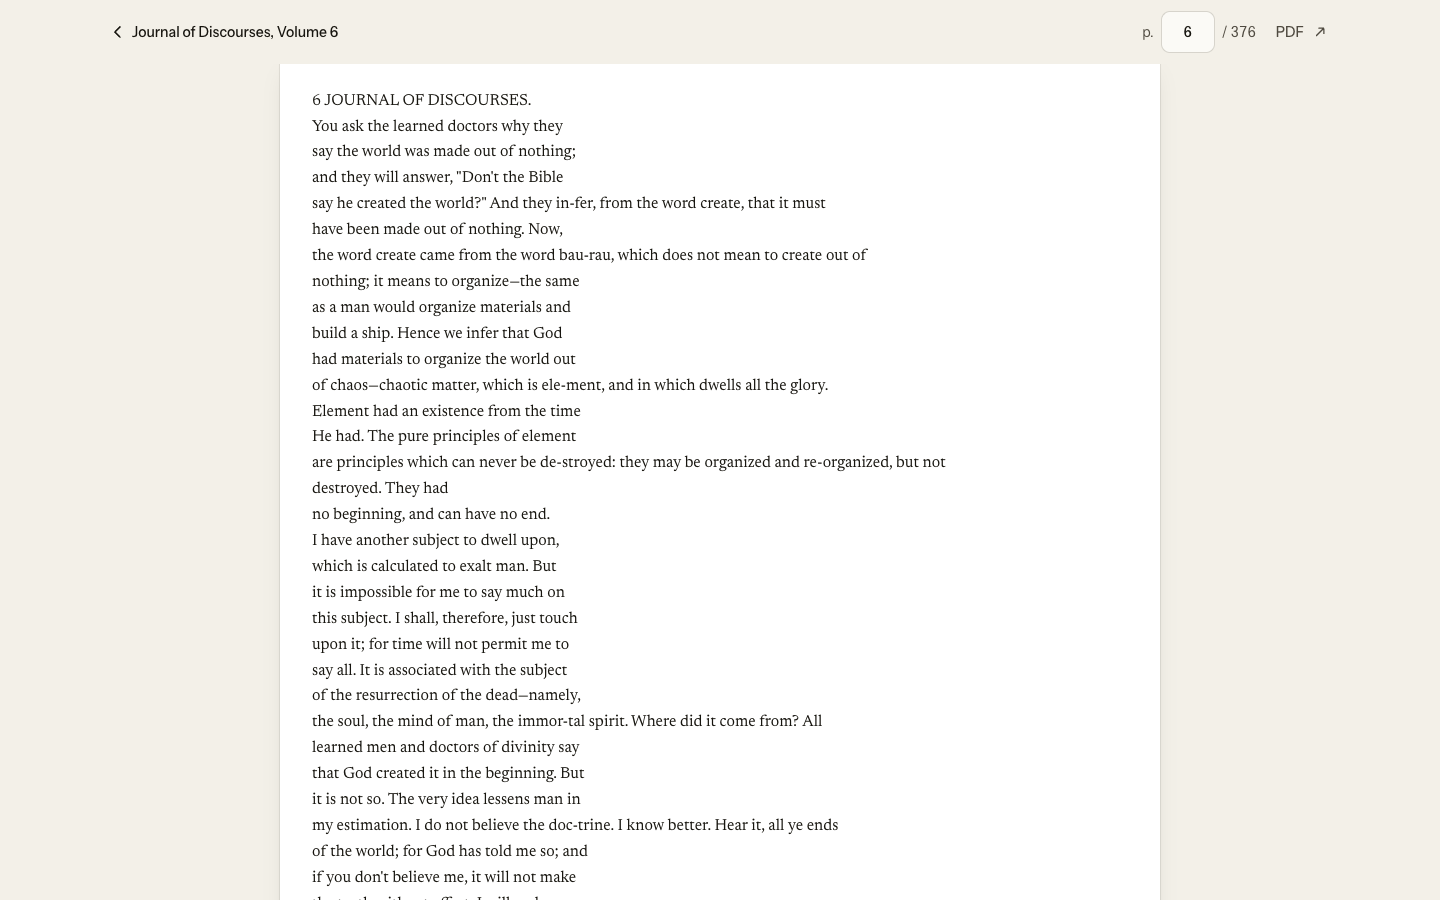 Journal of Discourses, Volume 6
p. 6 / 376 PDF
6 JOURNAL OF DISCOURSES.
You ask the learned doctors why they
say the world was made out of nothing;
and they will answer, "Don't the Bible
say he created the world?" And they in-fer, from the word create, that it must
have been made out of nothing. Now,
the word create came from the word bau-rau, which does not mean to create out of
nothing; it means to organize—the same
as a man would organize materials and
build a ship. Hence we infer that God
had materials to organize the world out
of chaos—chaotic matter, which is ele-ment, and in which dwells all the glory.
Element had an existence from the time
He had. The pure principles of element
are principles which can never be de-stroyed: they may be organized and re-organized, but not
destroyed. They had
no beginning, and can have no end.
I have another subject to dwell upon,
which is calculated to exalt man. But
it is impossible for me to say much on
this subject. I shall, therefore, just touch
upon it; for time will not permit me to
say all. It is associated with the subject
of the resurrection of the dead—namely,
the soul, the mind of man, the immor-tal spirit. Where did it come from? All
learned men and doctors of divinity say
that God created it in the beginning. But
it is not so. The very idea lessens man in
my estimation. I do not believe the doc-trine. I know better. Hear it, all ye ends
of the world; for God has told me so; and
if you don't believe me, it will not make